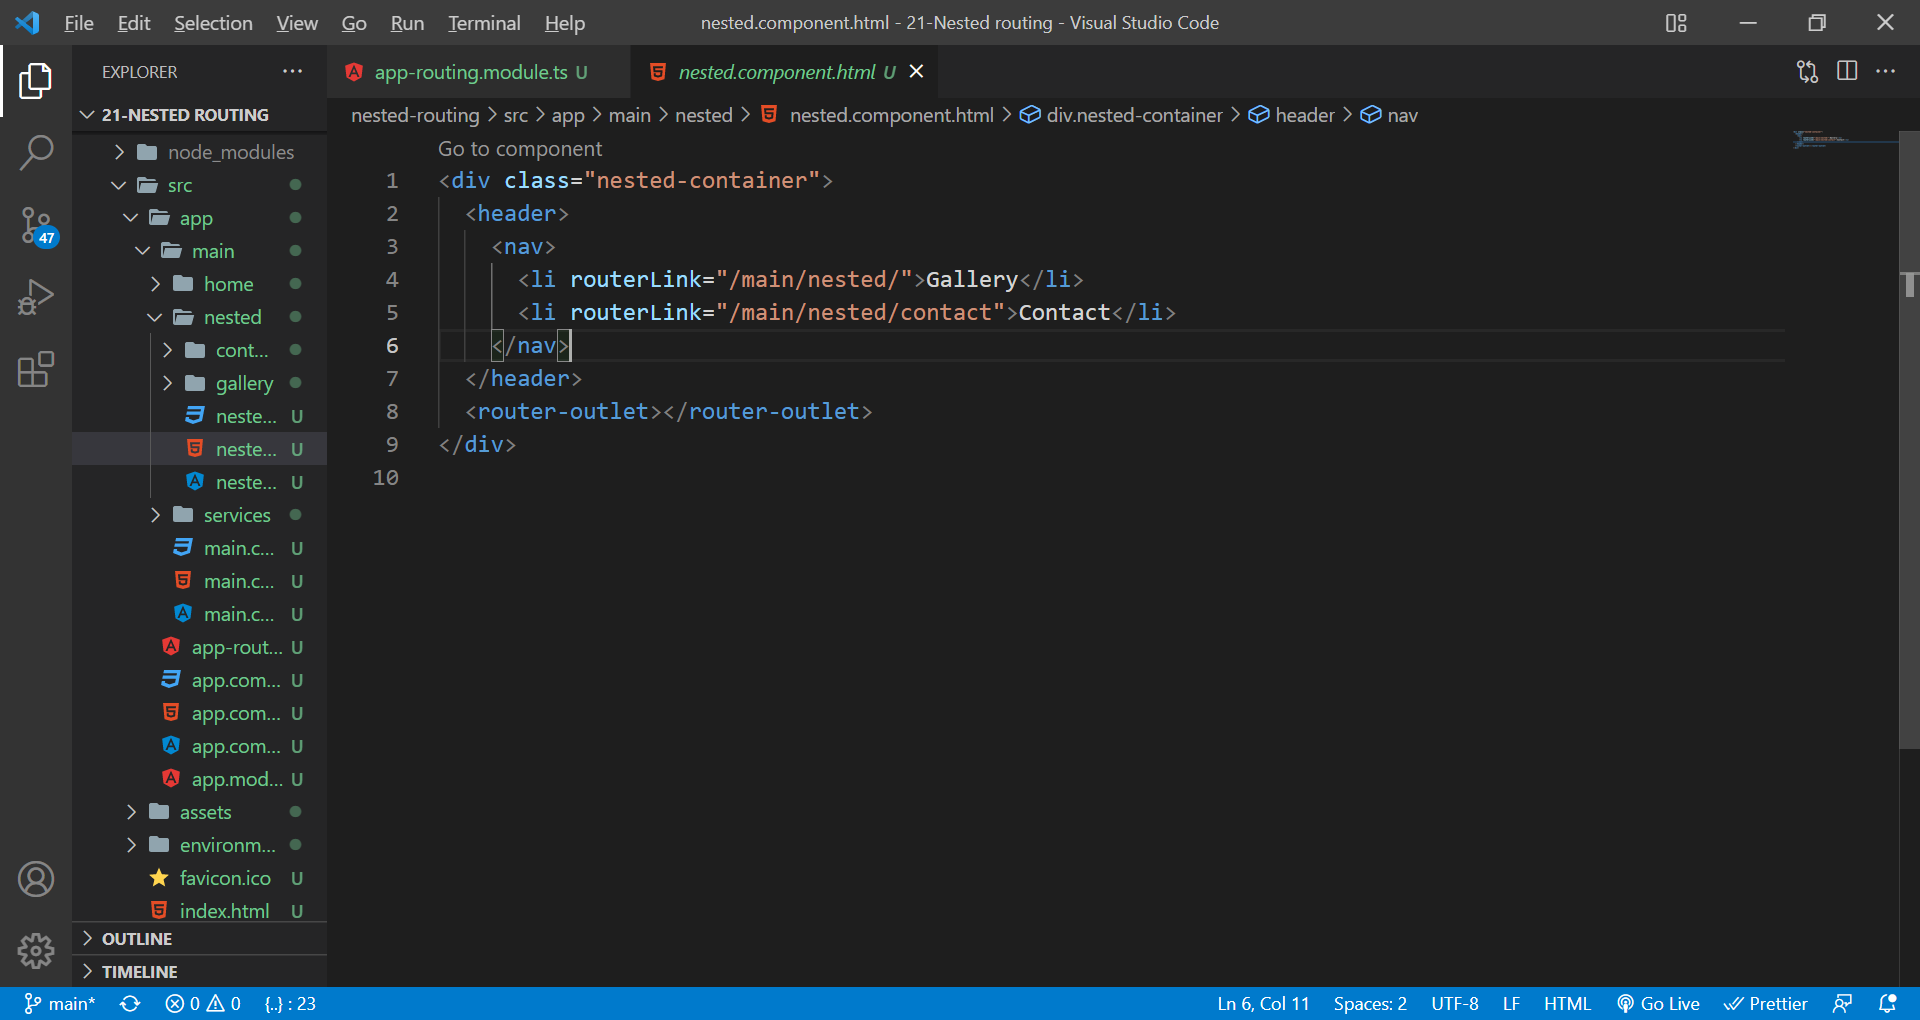 File Edit Selection View Go Run Terminal Help
nested.component.html - 21-Nested routing - Visual Studio Code
EXPLORER
21-NESTED ROUTING
node_modules
src
app
main
home
nested
cont...
gallery
neste... U
neste... U
neste... U
services
main.c... U
main.c... U
main.c... U
app-rout... U
app.com... U
app.com... U
app.com... U
app.mod... U
assets
environm...
favicon.ico U
index.html U
OUTLINE
TIMELINE
47
app-routing.module.ts U
nested.component.html U
nested-routing > src > app > main > nested > nested.component.html > div.nested-container > header > nav
Go to component
1 <div class="nested-container">
2 <header>
3 <nav>
4 <li routerLink="/main/nested/">Gallery</li>
5 <li routerLink="/main/nested/contact">Contact</li>
6 </nav>
7 </header>
8 <router-outlet></router-outlet>
9 </div>
10
main* 0 0 {..} : 23
Ln 6, Col 11 Spaces: 2 UTF-8 LF HTML Go Live Prettier